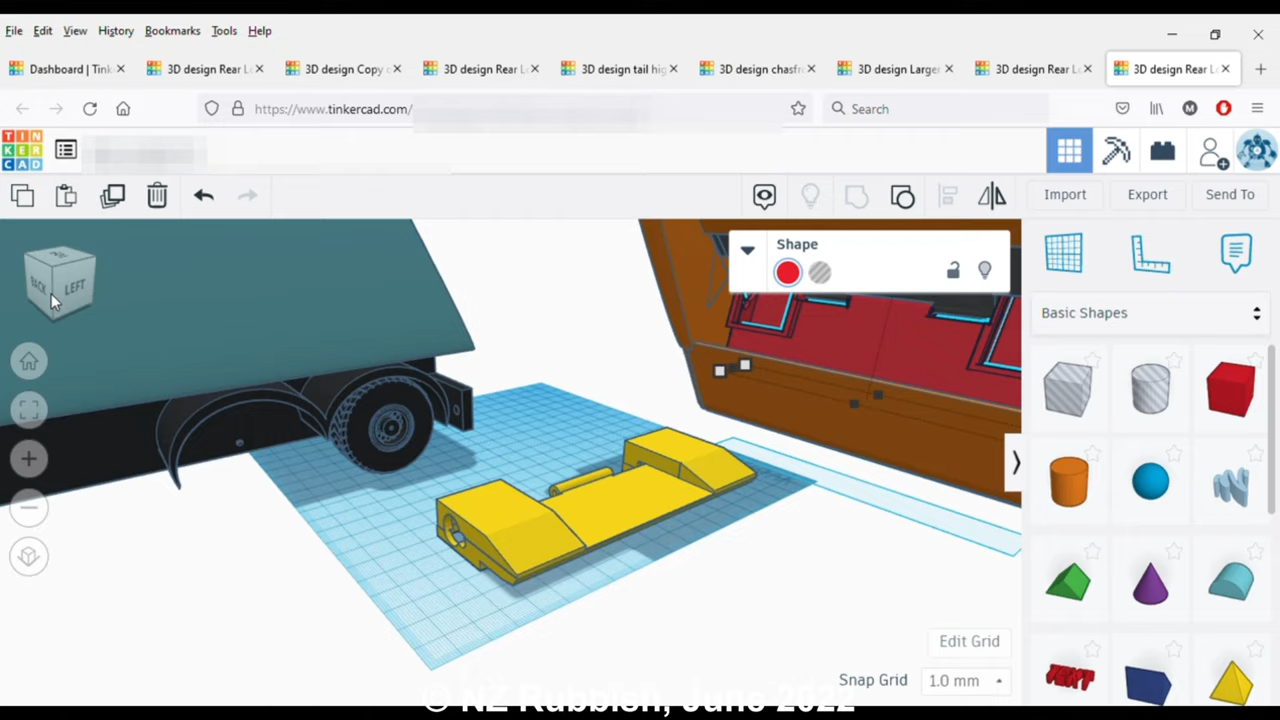 File Edit View History Bookmarks Tools Help
Dashboard | Tink
3D design Rear L
3D design Copy o
3D design Rear L
3D design tail hig
3D design chasfr
3D design Larger
3D design Rear L
3D design Rear L
https://www.tinkercad.com/
Search
M
TIN
KER
CAD
Import Export Send To
Shape
BACK LEFT
Basic Shapes
TEXT
Edit Grid
Snap Grid 1.0 mm
© NZ Rubbish, June 2022